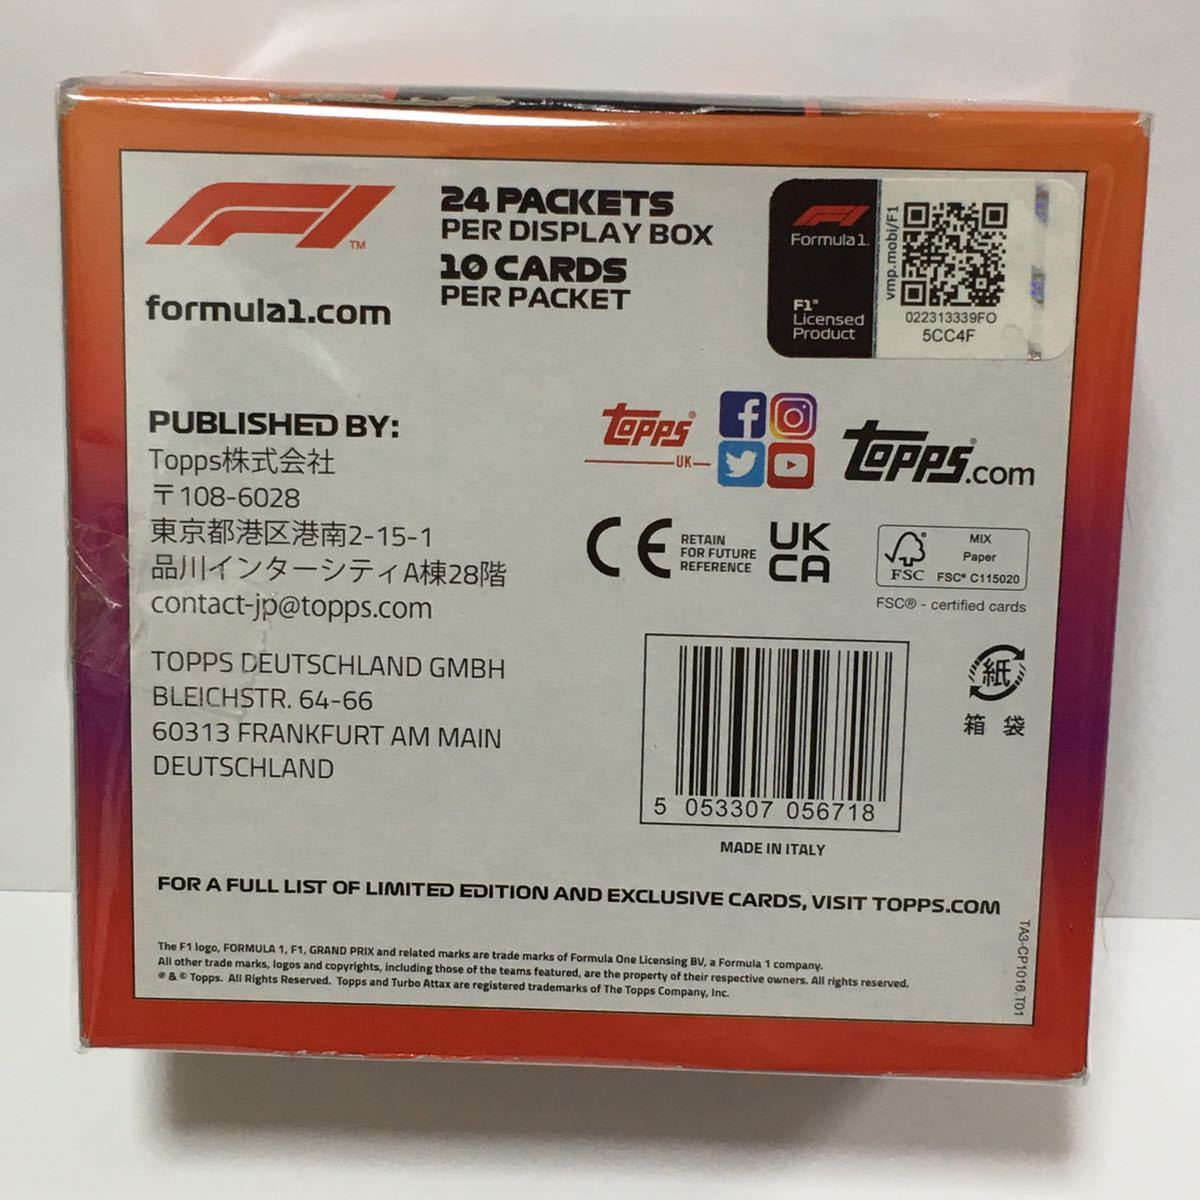 F1™
formula1.com
24 PACKETS
PER DISPLAY BOX
10 CARDS
PER PACKET
F1
Formula1.
F1®
Licensed
Product
vmp.mobi/F1
022313339FO
5CC4F
PUBLISHED BY:
Topps株式会社
〒108-6028
東京都港区港南2-15-1
品川インターシティA棟28階
contact-jp@topps.com
TOPPS DEUTSCHLAND GMBH
BLEICHSTR. 64-66
60313 FRANKFURT AM MAIN
DEUTSCHLAND
topps®
UK
topps®.com
CE
RETAIN
FOR FUTURE
REFERENCE
UK
CA
FSC®
MIX
Paper
FSC® C115020
FSC® - certified cards
紙
箱 袋
5 053307 056718
MADE IN ITALY
FOR A FULL LIST OF LIMITED EDITION AND EXCLUSIVE CARDS, VISIT TOPPS.COM
The F1 logo, FORMULA 1, F1, GRAND PRIX and related marks are trade marks of Formula One Licensing BV, a Formula 1 company.
All other trade marks, logos and copyrights, including those of the teams featured, are the property of their respective owners. All rights reserved.
® & © Topps. All Rights Reserved. Topps and Turbo Attax are registered trademarks of The Topps Company, Inc.
TA3-CP1016.T01